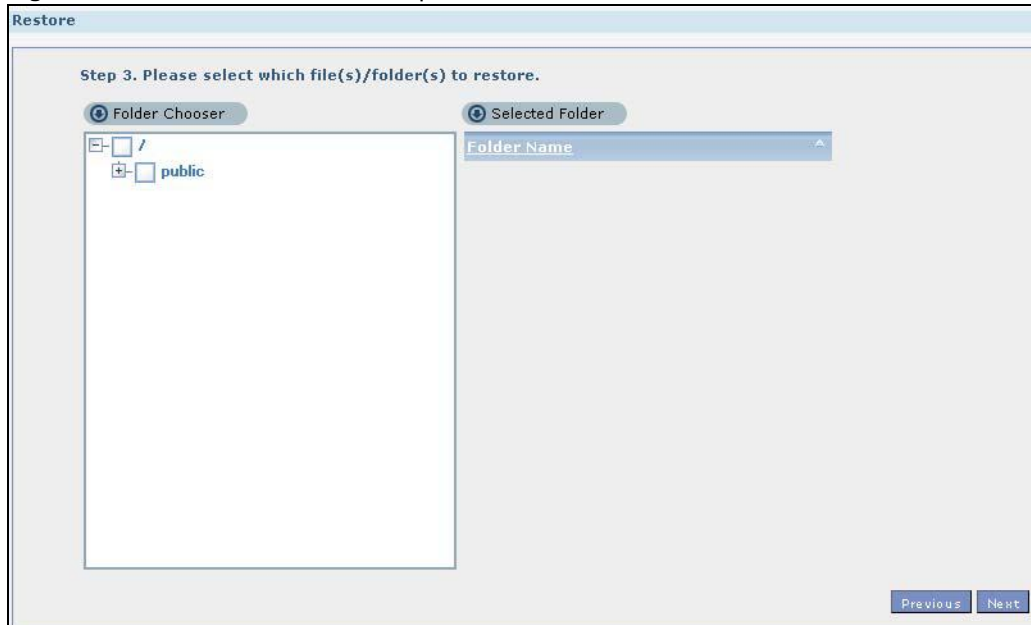 Restore
Step 3. Please select which file(s)/folder(s) to restore.
Folder Chooser
Selected Folder
/
public
Folder Name
Previous
Next